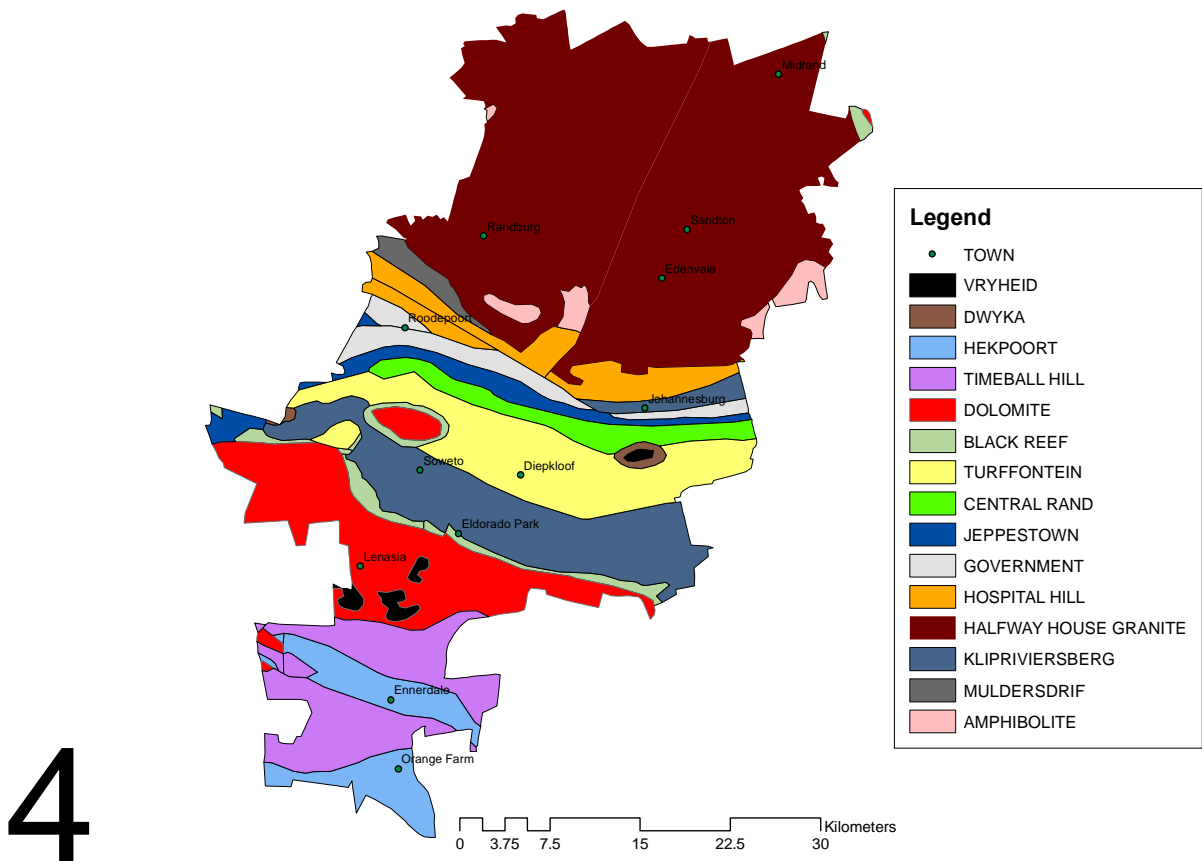 Midrand
Randburg
Sandton
Edenvale
Roodepoort
Johannesburg
Soweto
Diepkloof
Eldorado Park
Lenasia
Ennerdale
Orange Farm
Legend
TOWN
VRYHEID
DWYKA
HEKPOORT
TIMEBALL HILL
DOLOMITE
BLACK REEF
TURFFONTEIN
CENTRAL RAND
JEPPESTOWN
GOVERNMENT
HOSPITAL HILL
HALFWAY HOUSE GRANITE
KLIPRIVIERSBERG
MULDERSDRIF
AMPHIBOLITE
4
Kilometers
0 3.75 7.5 15 22.5 30